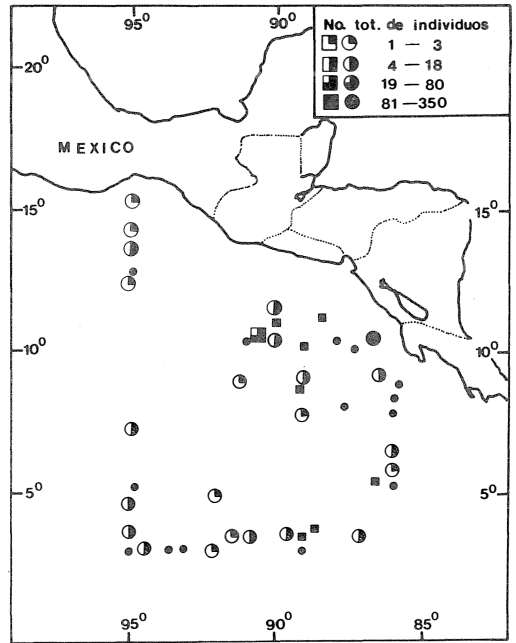 95° 90°
No. tot. de individuos
1 — 3
4 — 18
19 — 80
81 — 350
20°
MEXICO
15° 15°
10° 10°
5° 5°
95° 90° 85°